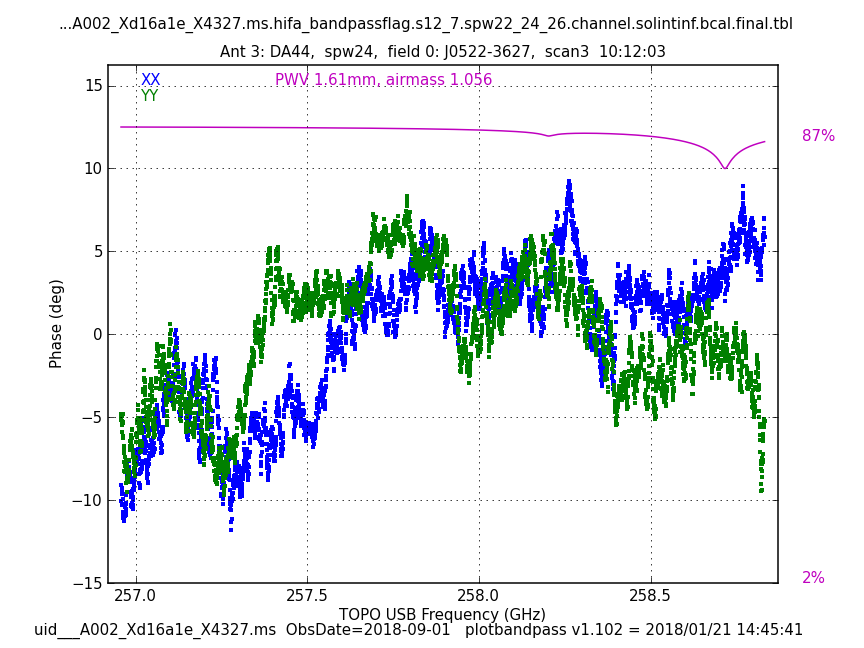 ...A002_Xd16a1e_X4327.ms.hifa_bandpassflag.s12_7.spw22_24_26.channel.solintinf.bcal.final.tbl
Ant 3: DA44,  spw24,  field 0: J0522-3627,  scan3  10:12:03
XX
YY
PWV 1.61mm, airmass 1.056
87%
2%
15
10
5
0
−5
−10
−15
Phase (deg)
257.0 257.5 258.0 258.5
TOPO USB Frequency (GHz)
uid___A002_Xd16a1e_X4327.ms  ObsDate=2018-09-01   plotbandpass v1.102 = 2018/01/21 14:45:41